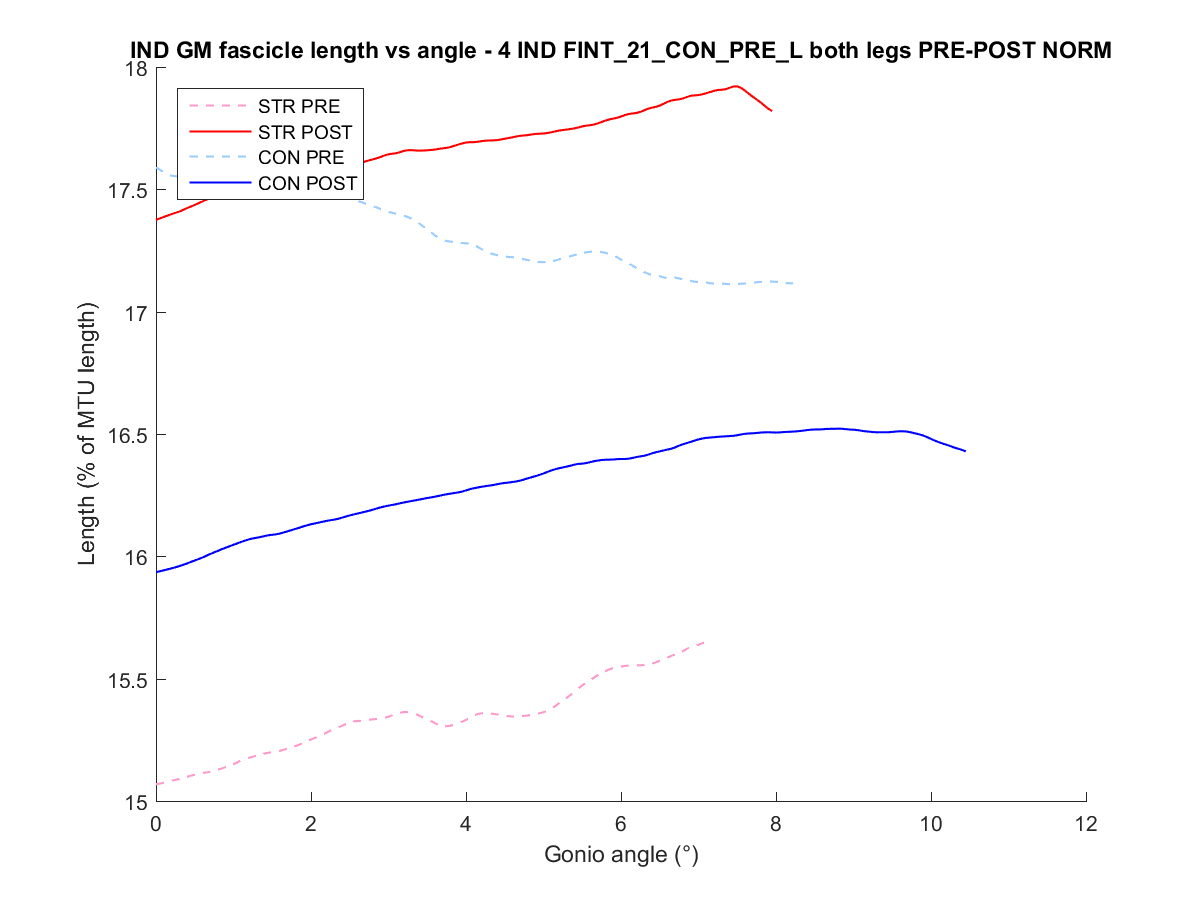 IND GM fascicle length vs angle - 4 IND FINT_21_CON_PRE_L both legs PRE-POST NORM
STR PRE
STR POST
CON PRE
CON POST
Length (% of MTU length)
18
17.5
17
16.5
16
15.5
15
0
2
4
6
8
10
12
Gonio angle (°)